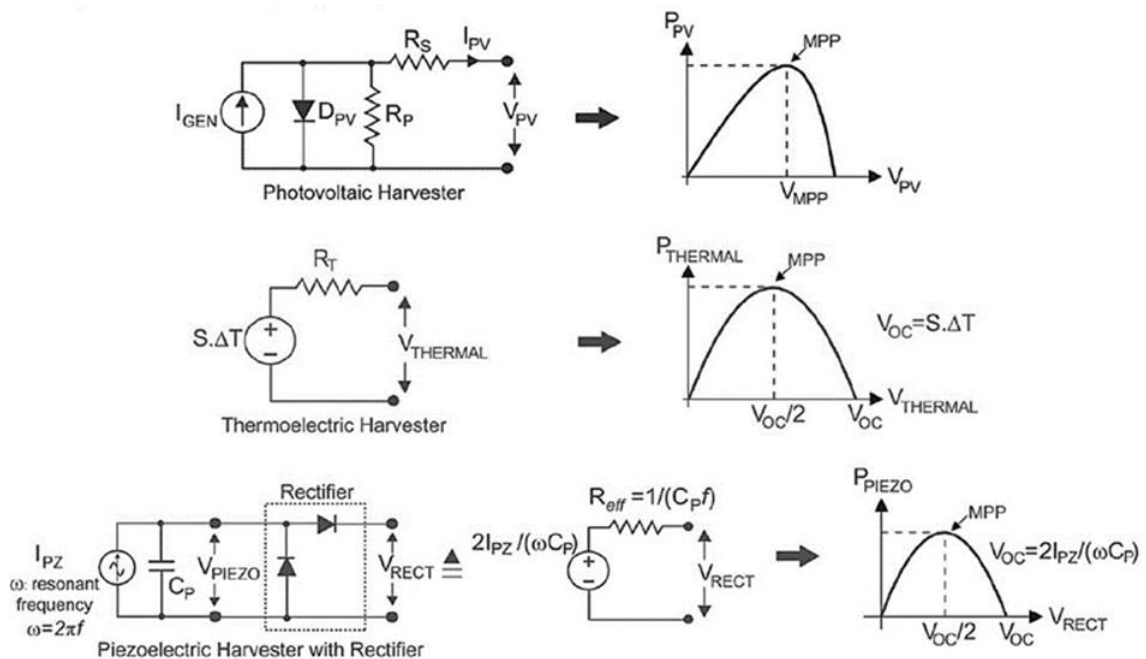 R_S I_PV
I_GEN D_PV R_P V_PV
Photovoltaic Harvester
P_PV
MPP
V_MPP V_PV
R_T
S.ΔT + − V_THERMAL
Thermoelectric Harvester
P_THERMAL
MPP
V_OC=S.ΔT
V_OC/2 V_OC V_THERMAL
Rectifier
I_PZ
ω: resonant
frequency
ω=2πf
C_P V_PIEZO V_RECT
Piezoelectric Harvester with Rectifier
≜
R_eff =1/(C_Pf)
2I_PZ/(ωC_P) + − V_RECT
P_PIEZO
MPP
V_OC=2I_PZ/(ωC_P)
V_OC/2 V_OC V_RECT